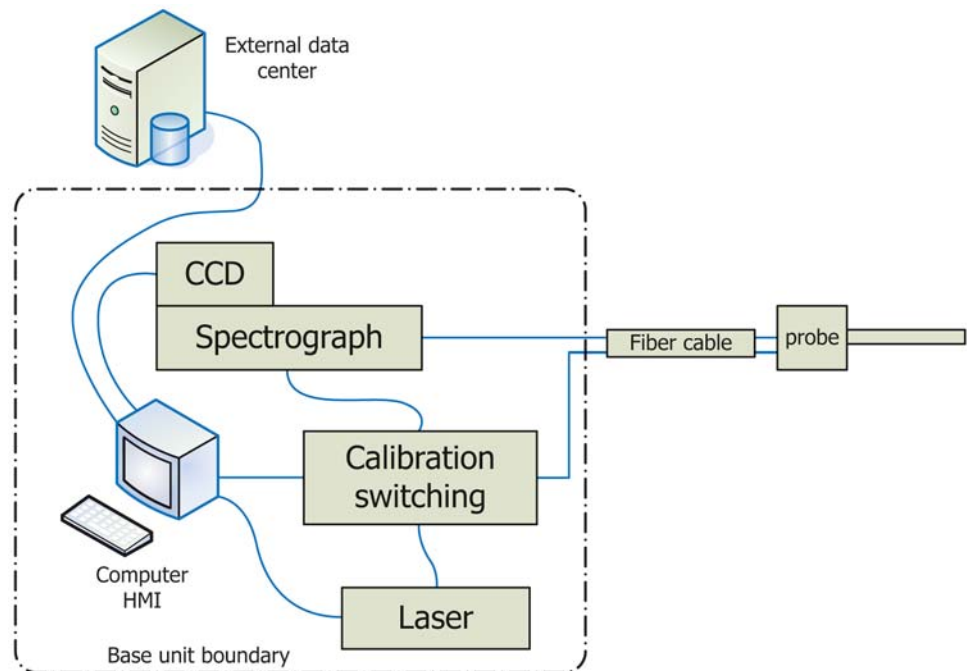 External data
center
CCD
Spectrograph
Fiber cable
probe
Calibration
switching
Computer
HMI
Laser
Base unit boundary